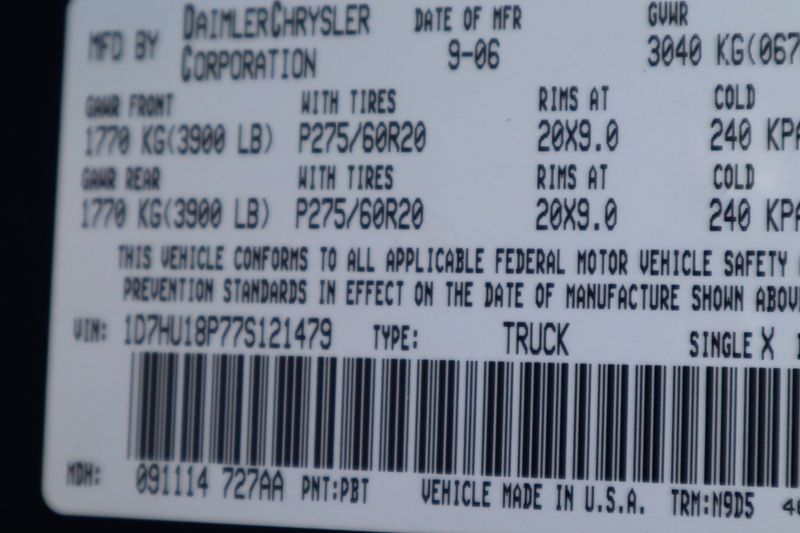 MFD BY DAIMLERCHRYSLER CORPORATION DATE OF MFR 9-06 GVWR 3040 KG(067
GAWR FRONT WITH TIRES RIMS AT COLD
1770 KG(3900 LB) P275/60R20 20X9.0 240 KPA
GAWR REAR WITH TIRES RIMS AT COLD
1770 KG(3900 LB) P275/60R20 20X9.0 240 KPA
THIS VEHICLE CONFORMS TO ALL APPLICABLE FEDERAL MOTOR VEHICLE SAFETY
PREVENTION STANDARDS IN EFFECT ON THE DATE OF MANUFACTURE SHOWN ABOV
VIN: 1D7HU18P77S121479 TYPE: TRUCK SINGLE X
MDH: 091114 727AA PNT:PBT VEHICLE MADE IN U.S.A. TRM:M9D5 48